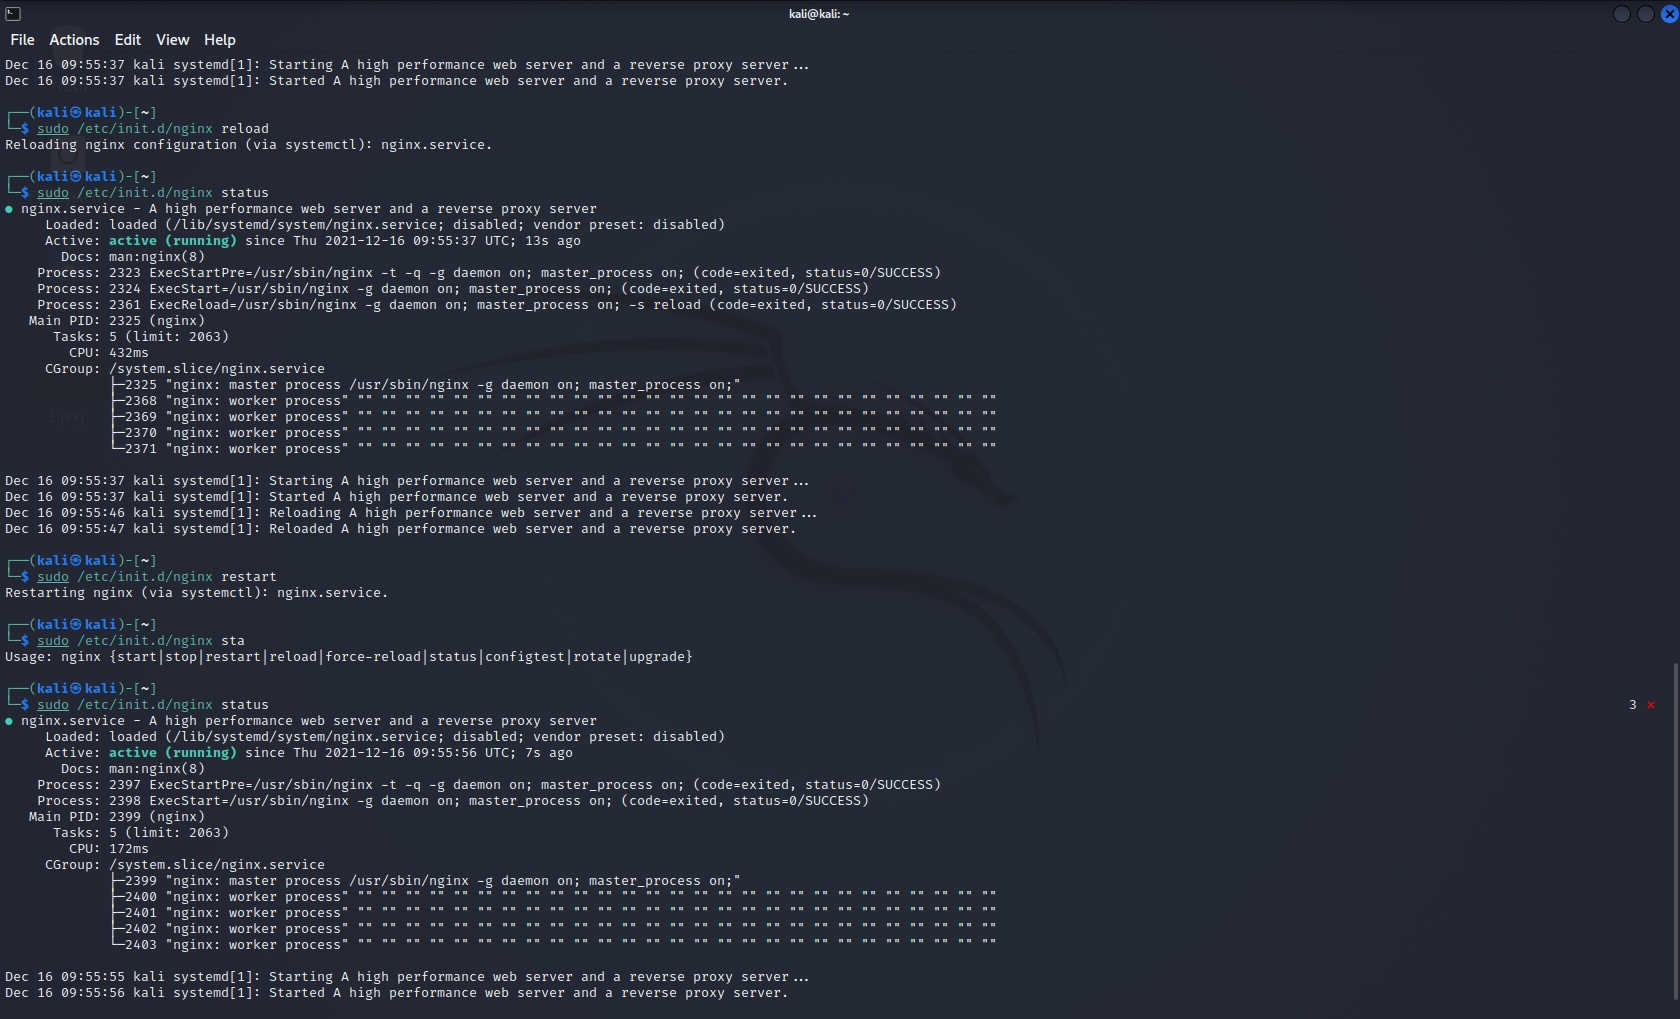 kali@kali: ~
File Actions Edit View Help
Dec 16 09:55:37 kali systemd[1]: Starting A high performance web server and a reverse proxy server...
Dec 16 09:55:37 kali systemd[1]: Started A high performance web server and a reverse proxy server.
┌──(kali㉿kali)-[~]
└─$ sudo /etc/init.d/nginx reload
Reloading nginx configuration (via systemctl): nginx.service.
┌──(kali㉿kali)-[~]
└─$ sudo /etc/init.d/nginx status
● nginx.service - A high performance web server and a reverse proxy server
Loaded: loaded (/lib/systemd/system/nginx.service; disabled; vendor preset: disabled)
Active: active (running) since Thu 2021-12-16 09:55:37 UTC; 13s ago
Docs: man:nginx(8)
Process: 2323 ExecStartPre=/usr/sbin/nginx -t -q -g daemon on; master_process on; (code=exited, status=0/SUCCESS)
Process: 2324 ExecStart=/usr/sbin/nginx -g daemon on; master_process on; (code=exited, status=0/SUCCESS)
Process: 2361 ExecReload=/usr/sbin/nginx -g daemon on; master_process on; -s reload (code=exited, status=0/SUCCESS)
Main PID: 2325 (nginx)
Tasks: 5 (limit: 2063)
CPU: 432ms
CGroup: /system.slice/nginx.service
├─2325 "nginx: master process /usr/sbin/nginx -g daemon on; master_process on;"
├─2368 "nginx: worker process" "" "" "" "" "" "" "" "" "" "" "" "" "" "" "" "" "" "" "" "" "" "" "" "" "" "" ""
├─2369 "nginx: worker process" "" "" "" "" "" "" "" "" "" "" "" "" "" "" "" "" "" "" "" "" "" "" "" "" "" "" ""
├─2370 "nginx: worker process" "" "" "" "" "" "" "" "" "" "" "" "" "" "" "" "" "" "" "" "" "" "" "" "" "" "" ""
└─2371 "nginx: worker process" "" "" "" "" "" "" "" "" "" "" "" "" "" "" "" "" "" "" "" "" "" "" "" "" "" "" ""
1.png
Dec 16 09:55:37 kali systemd[1]: Starting A high performance web server and a reverse proxy server...
Dec 16 09:55:37 kali systemd[1]: Started A high performance web server and a reverse proxy server.
Dec 16 09:55:46 kali systemd[1]: Reloading A high performance web server and a reverse proxy server...
Dec 16 09:55:47 kali systemd[1]: Reloaded A high performance web server and a reverse proxy server.
┌──(kali㉿kali)-[~]
└─$ sudo /etc/init.d/nginx restart
Restarting nginx (via systemctl): nginx.service.
┌──(kali㉿kali)-[~]
└─$ sudo /etc/init.d/nginx sta
Usage: nginx {start|stop|restart|reload|force-reload|status|configtest|rotate|upgrade}
┌──(kali㉿kali)-[~]
└─$ sudo /etc/init.d/nginx status 3 ⨯
● nginx.service - A high performance web server and a reverse proxy server
Loaded: loaded (/lib/systemd/system/nginx.service; disabled; vendor preset: disabled)
Active: active (running) since Thu 2021-12-16 09:55:56 UTC; 7s ago
Docs: man:nginx(8)
Process: 2397 ExecStartPre=/usr/sbin/nginx -t -q -g daemon on; master_process on; (code=exited, status=0/SUCCESS)
Process: 2398 ExecStart=/usr/sbin/nginx -g daemon on; master_process on; (code=exited, status=0/SUCCESS)
Main PID: 2399 (nginx)
Tasks: 5 (limit: 2063)
CPU: 172ms
CGroup: /system.slice/nginx.service
├─2399 "nginx: master process /usr/sbin/nginx -g daemon on; master_process on;"
├─2400 "nginx: worker process" "" "" "" "" "" "" "" "" "" "" "" "" "" "" "" "" "" "" "" "" "" "" "" "" "" "" ""
├─2401 "nginx: worker process" "" "" "" "" "" "" "" "" "" "" "" "" "" "" "" "" "" "" "" "" "" "" "" "" "" "" ""
├─2402 "nginx: worker process" "" "" "" "" "" "" "" "" "" "" "" "" "" "" "" "" "" "" "" "" "" "" "" "" "" "" ""
└─2403 "nginx: worker process" "" "" "" "" "" "" "" "" "" "" "" "" "" "" "" "" "" "" "" "" "" "" "" "" "" "" ""
Dec 16 09:55:55 kali systemd[1]: Starting A high performance web server and a reverse proxy server...
Dec 16 09:55:56 kali systemd[1]: Started A high performance web server and a reverse proxy server.